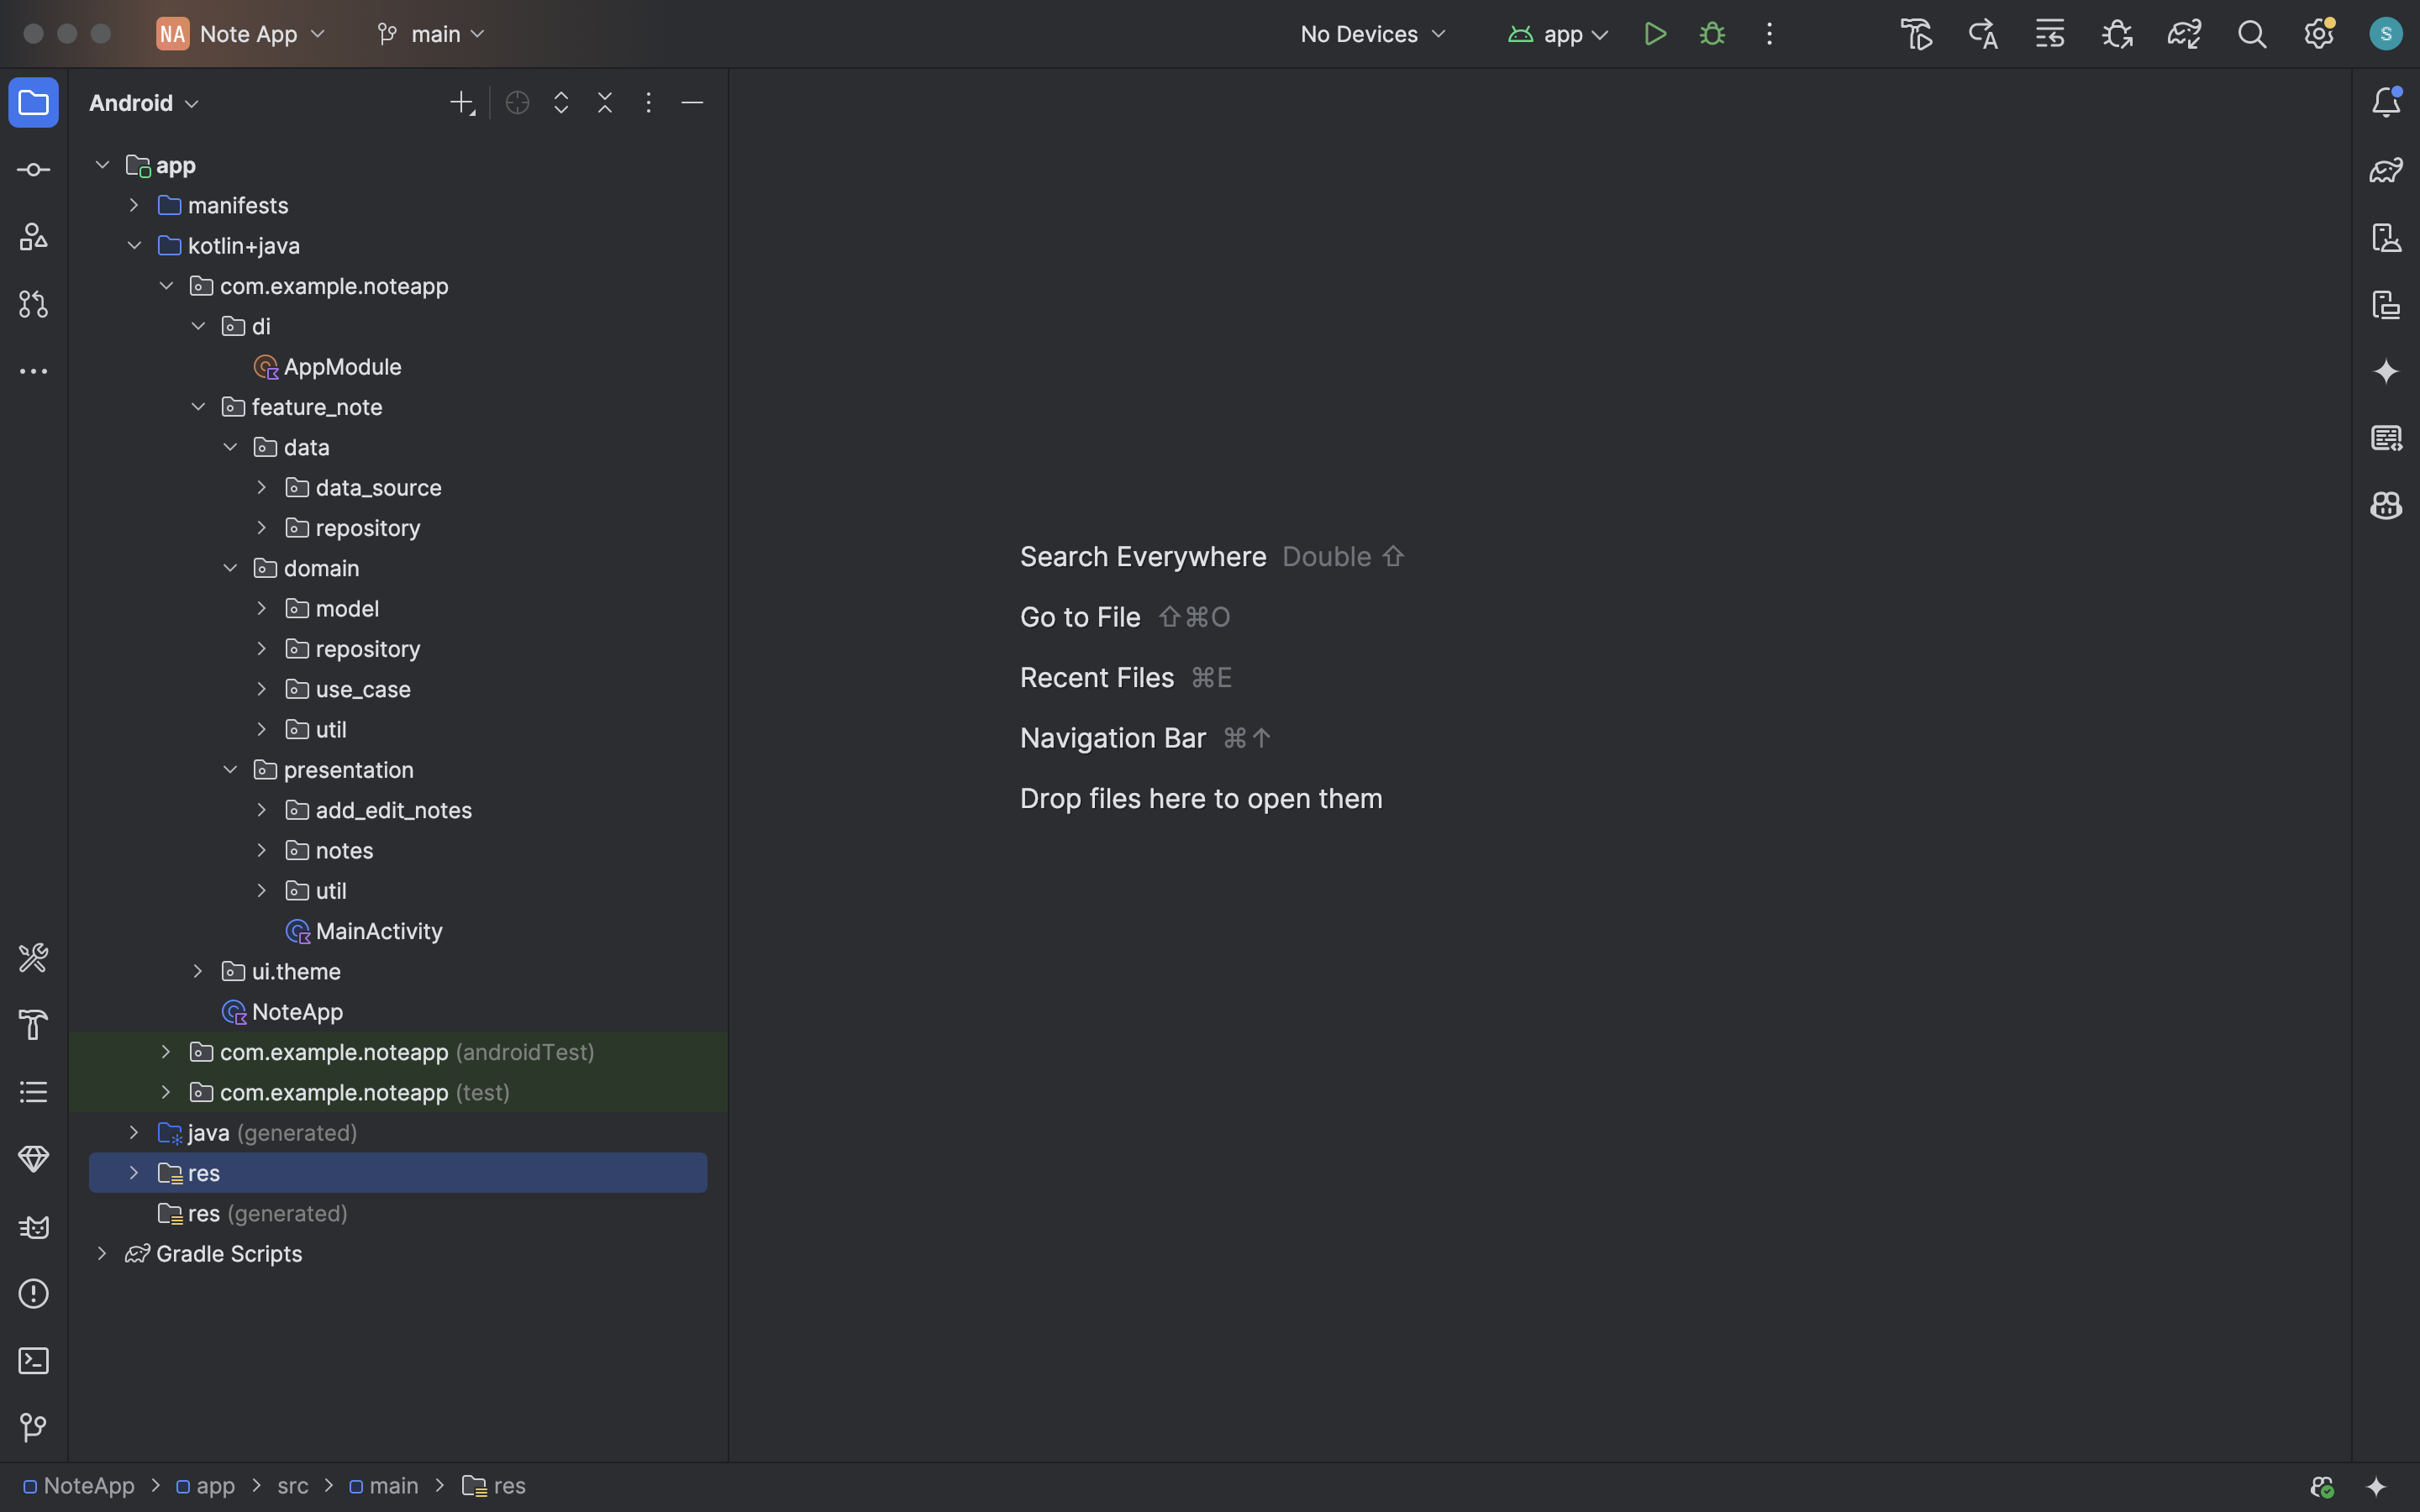 NA Note App main No Devices app S
Android
app
manifests
kotlin+java
com.example.noteapp
di
AppModule
feature_note
data
data_source
repository
domain
model
repository
use_case
util
presentation
add_edit_notes
notes
util
MainActivity
ui.theme
NoteApp
com.example.noteapp (androidTest)
com.example.noteapp (test)
java (generated)
res
res (generated)
Gradle Scripts
Search Everywhere Double ⇧
Go to File ⇧⌘O
Recent Files ⌘E
Navigation Bar ⌘↑
Drop files here to open them
NoteApp > app > src > main > res